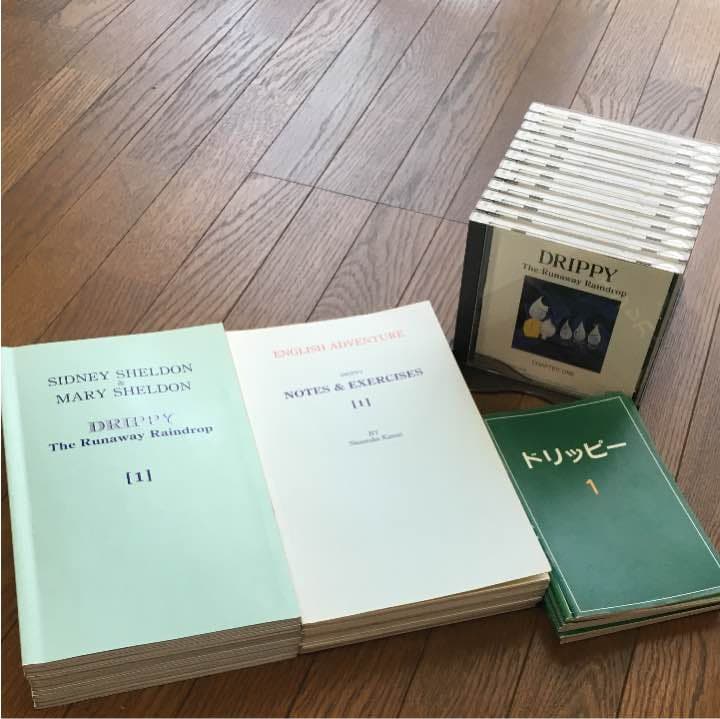 SIDNEY SHELDON
&
MARY SHELDON
DRIPPY
The Runaway Raindrop
[1]
ENGLISH ADVENTURE
DRIPPY
NOTES & EXERCISES
[1]
BY
DRIPPY
The Runaway Raindrop
CHAPTER ONE
ドリッピー
1